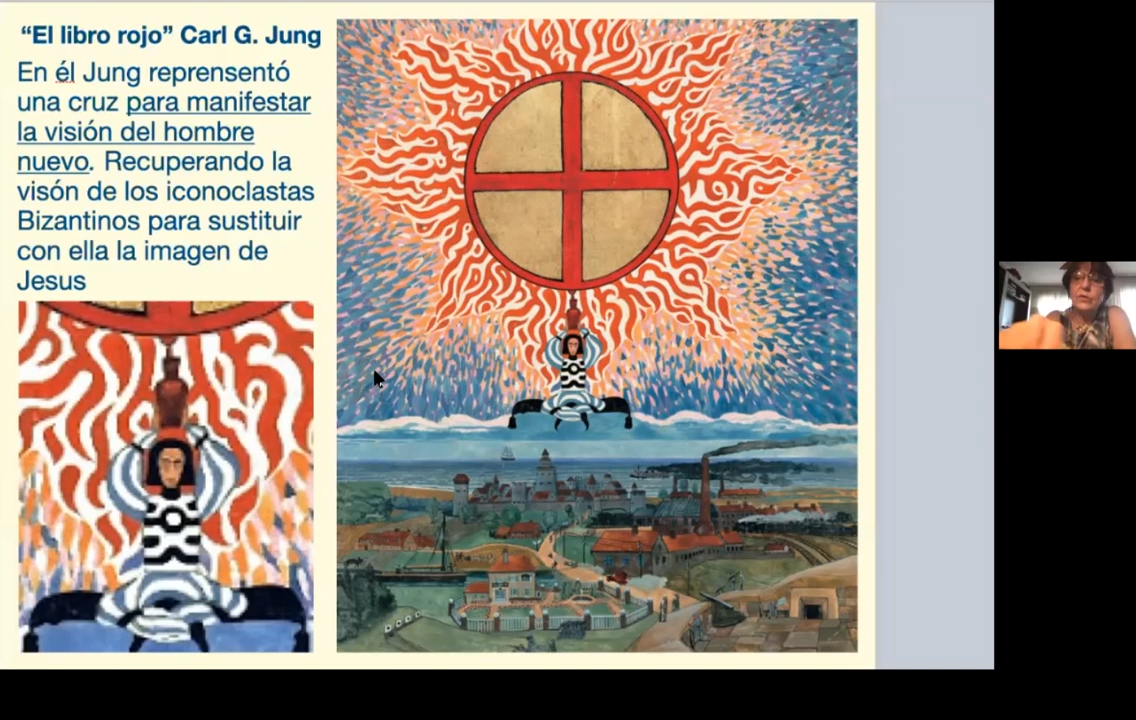 “El libro rojo” Carl G. Jung
En él Jung reprensentó
una cruz para manifestar
la visión del hombre
nuevo. Recuperando la
visón de los iconoclastas
Bizantinos para sustituir
con ella la imagen de
Jesus